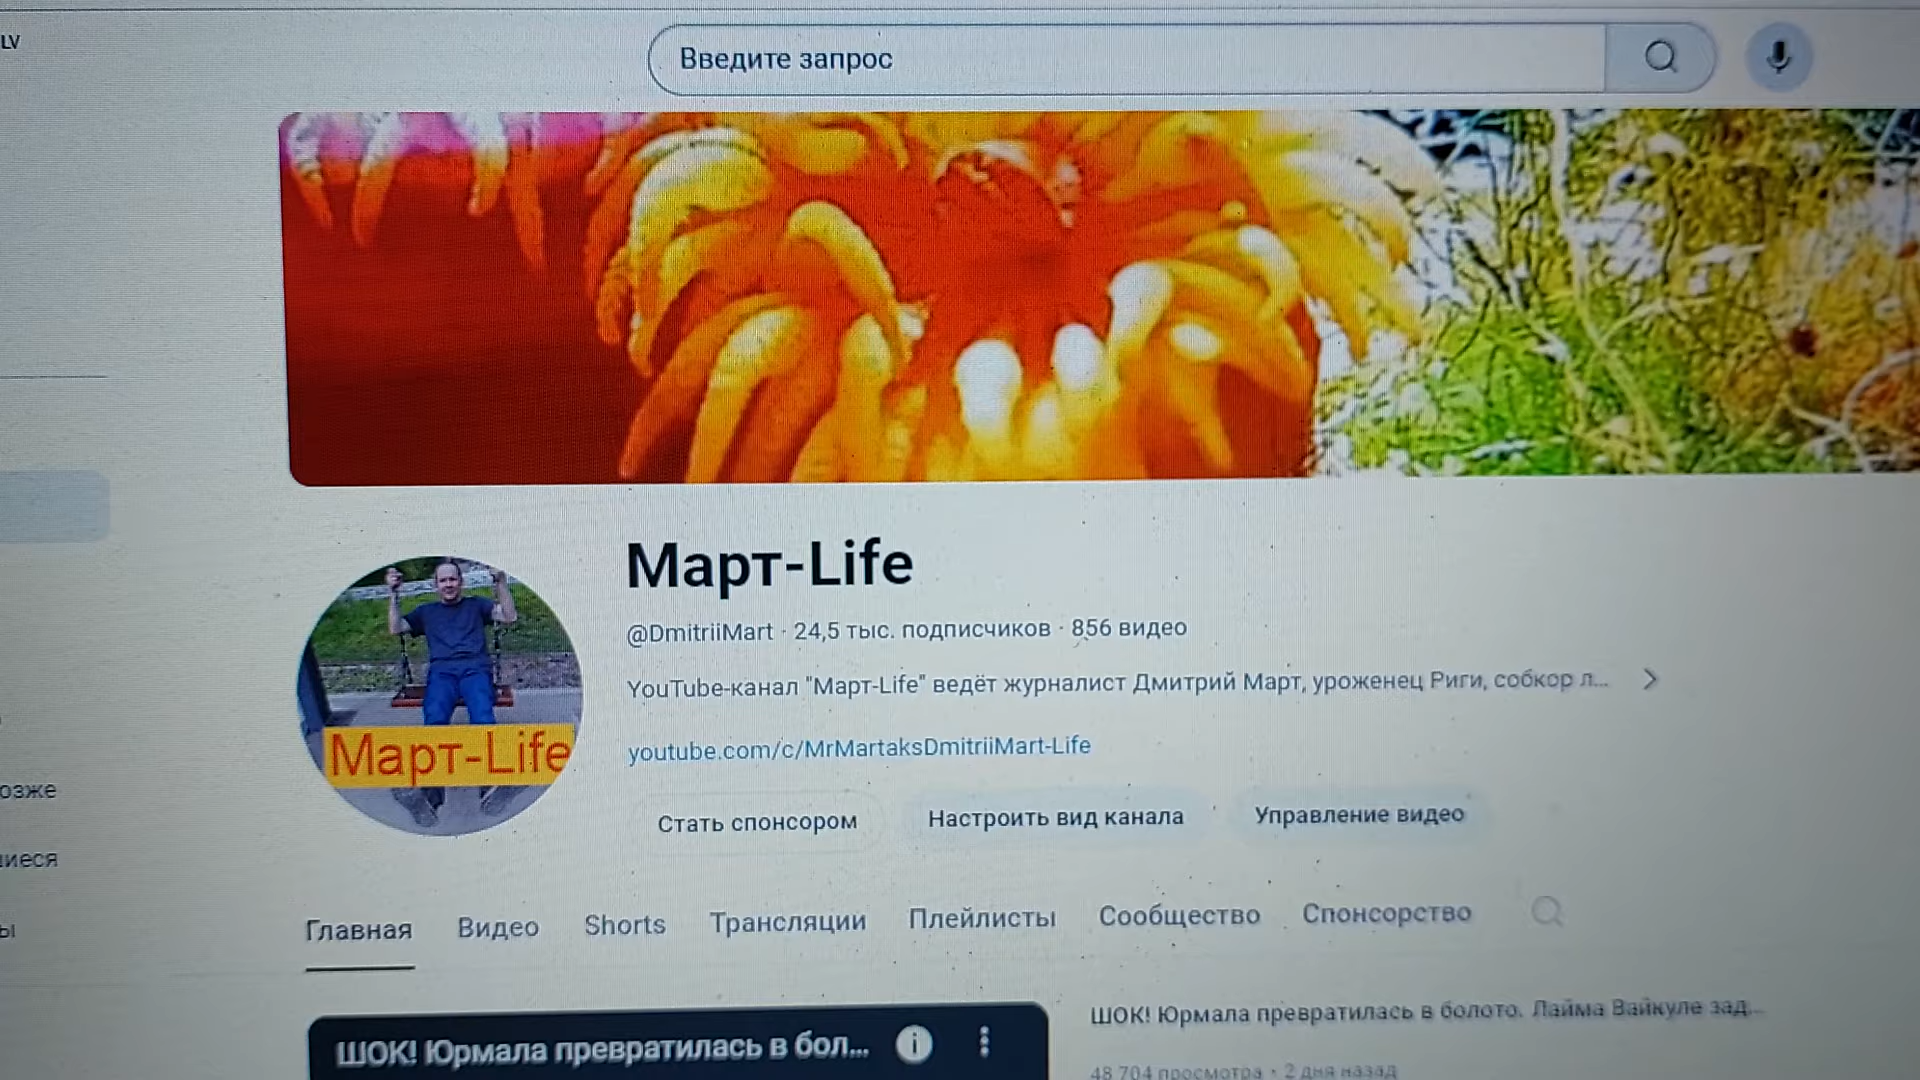 LV
Введите запрос
Март-Life
@DmitriiMart · 24,5 тыс. подписчиков · 856 видео
YouTube-канал "Март-Life" ведёт журналист Дмитрий Март, уроженец Риги, собкор л...
youtube.com/c/MrMartaksDmitriiMart-Life
Март-Life
Стать спонсором Настроить вид канала Управление видео
Главная Видео Shorts Трансляции Плейлисты Сообщество Спонсорство
ШОК! Юрмала превратилась в бол...
ШОК! Юрмала превратилась в болото. Лайма Вайкуле зад...
48 704 просмотра · 2 дня назад